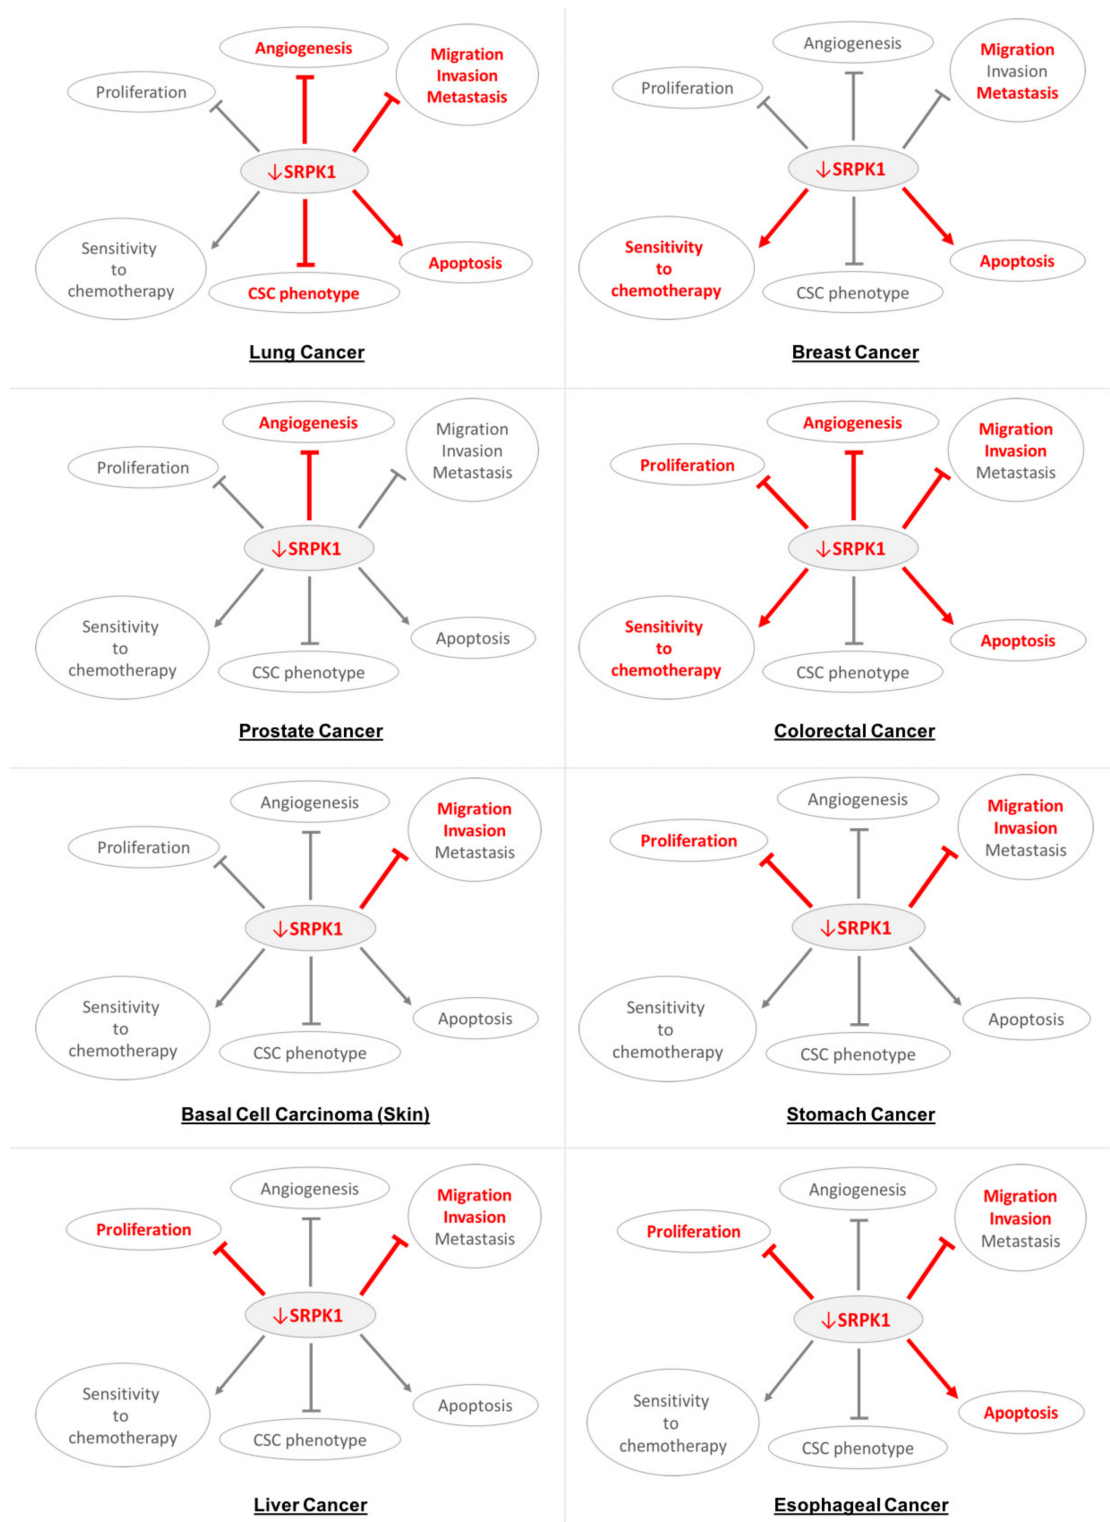 Angiogenesis
Migration
Invasion
Metastasis
Proliferation
↓SRPK1
Sensitivity
to
chemotherapy
CSC phenotype
Apoptosis
Lung Cancer
Angiogenesis
Migration
Invasion
Metastasis
Proliferation
↓SRPK1
Sensitivity
to
chemotherapy
CSC phenotype
Apoptosis
Breast Cancer
Angiogenesis
Migration
Invasion
Metastasis
Proliferation
↓SRPK1
Sensitivity
to
chemotherapy
CSC phenotype
Apoptosis
Prostate Cancer
Angiogenesis
Migration
Invasion
Metastasis
Proliferation
↓SRPK1
Sensitivity
to
chemotherapy
CSC phenotype
Apoptosis
Colorectal Cancer
Angiogenesis
Migration
Invasion
Metastasis
Proliferation
↓SRPK1
Sensitivity
to
chemotherapy
CSC phenotype
Apoptosis
Basal Cell Carcinoma (Skin)
Angiogenesis
Migration
Invasion
Metastasis
Proliferation
↓SRPK1
Sensitivity
to
chemotherapy
CSC phenotype
Apoptosis
Stomach Cancer
Angiogenesis
Migration
Invasion
Metastasis
Proliferation
↓SRPK1
Sensitivity
to
chemotherapy
CSC phenotype
Apoptosis
Liver Cancer
Angiogenesis
Migration
Invasion
Metastasis
Proliferation
↓SRPK1
Sensitivity
to
chemotherapy
CSC phenotype
Apoptosis
Esophageal Cancer